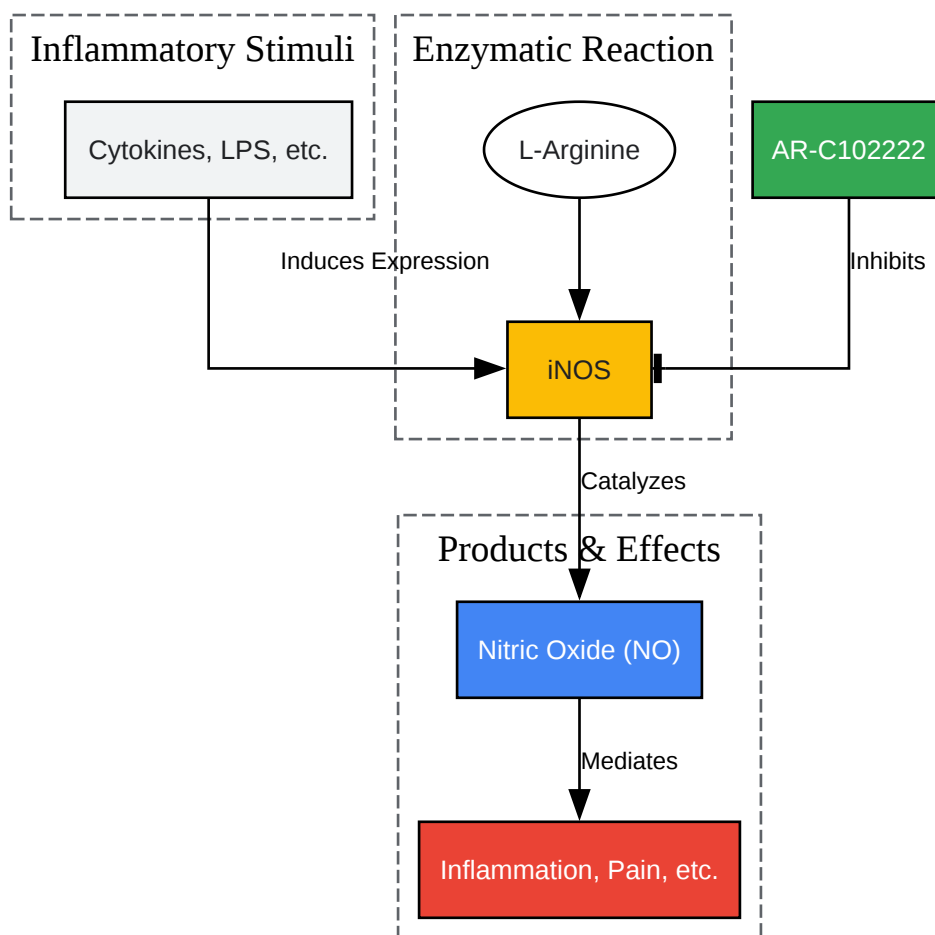 Inflammatory Stimuli
Enzymatic Reaction
Cytokines, LPS, etc.
L-Arginine
AR-C102222
Induces Expression
Inhibits
iNOS
Catalyzes
Products & Effects
Nitric Oxide (NO)
Mediates
Inflammation, Pain, etc.